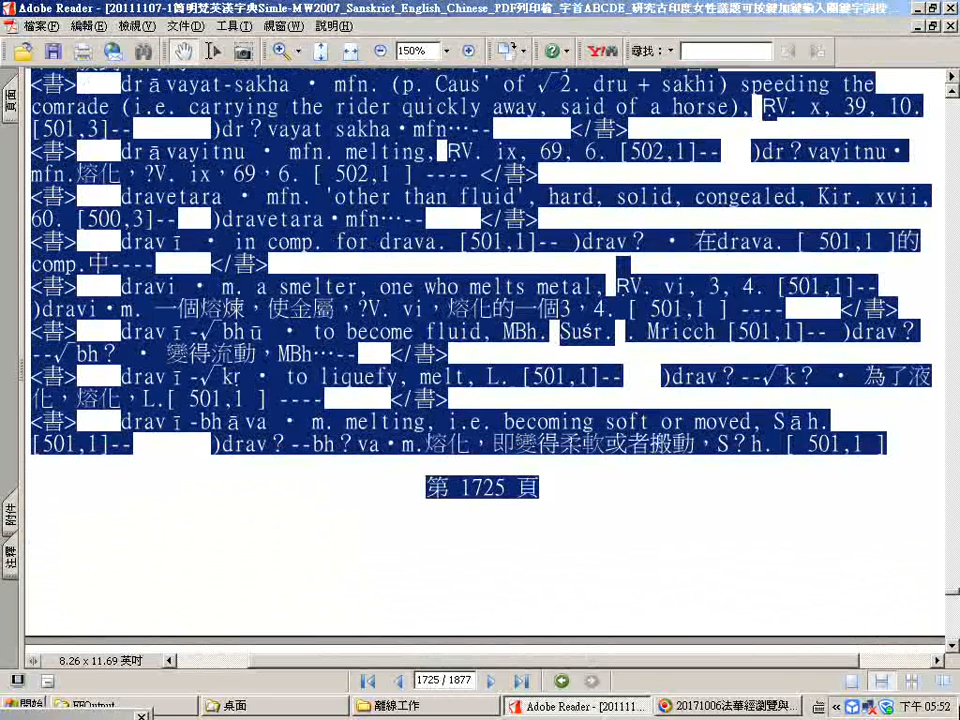 Adobe Reader - [20111107-1簡明梵英漢字典Simle-MW2007_Sanskrict_English_Chinese_PDF列印檔_字首ABCDE_研究古印度女性議題可按鍵加鍵輸入關鍵字詞搜
檔案(F) 編輯(E) 檢視(V) 文件(D) 工具(T) 視窗(W) 說明(H)
150% 尋找：
頁面
<書> drāvayat-sakha ‧ mfn. (p. Caus' of √2. dru + sakhi) speeding the
comrade (i.e. carrying the rider quickly away, said of a horse), ṚV. x, 39, 10.
[501,3]-- )dr？vayat sakha‧mfn…-- </書>
<書> drāvayitnu ‧ mfn. melting, ṚV. ix, 69, 6. [502,1]-- )dr？vayitnu‧
mfn.熔化，?V. ix，69，6. [ 502,1 ] ---- </書>
<書> dravetara ‧ mfn. 'other than fluid', hard, solid, congealed, Kir. xvii,
60. [500,3]-- )dravetara‧mfn…-- </書>
<書> dravī ‧ in comp. for drava. [501,1]-- )drav？ ‧ 在drava. [ 501,1 ]的
comp.中---- </書>
<書> dravi ‧ m. a smelter, one who melts metal, ṚV. vi, 3, 4. [501,1]--
)dravi‧m. 一個熔煉，使金屬，?V. vi，熔化的一個3，4. [ 501,1 ] ---- </書>
<書> dravī-√bhū ‧ to become fluid, MBh. Suśr. . Mricch [501,1]-- )drav？
--√ bh？ ‧ 變得流動，MBh…-- </書>
<書> dravī-√kṛ ‧ to liquefy, melt, L. [501,1]-- )drav？--√k？ ‧ 為了液
化，熔化，L.[ 501,1 ] ---- </書>
<書> dravī-bhāva ‧ m. melting, i.e. becoming soft or moved, Sāh.
[501,1]-- )drav？--bh？va‧m.熔化，即變得柔軟或者搬動，S？h. [ 501,1 ]
第 1725 頁
附件
注釋
8.26 x 11.69 英吋
1725 / 1877
開始 桌面 離線工作 Adobe Reader - [201... 20171006法華經瀏覽與... 下午 05:52